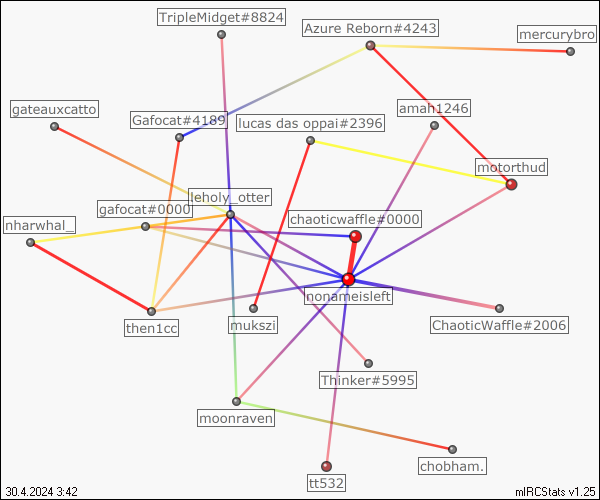 TripleMidget#8824
Azure Reborn#4243
mercurybro
gateauxcatto
Gafocat#4189
lucas das oppai#2396
amah1246
motorthud
.eholy_otter
gafocat#0000
chaoticwaffle#0000
nharwhal_
nonameisleft
then1cc
mukszi
ChaoticWaffle#2006
Thinker#5995
moonraven
chobham.
tt532
30.4.2024 3:42
mIRCStats v1.25